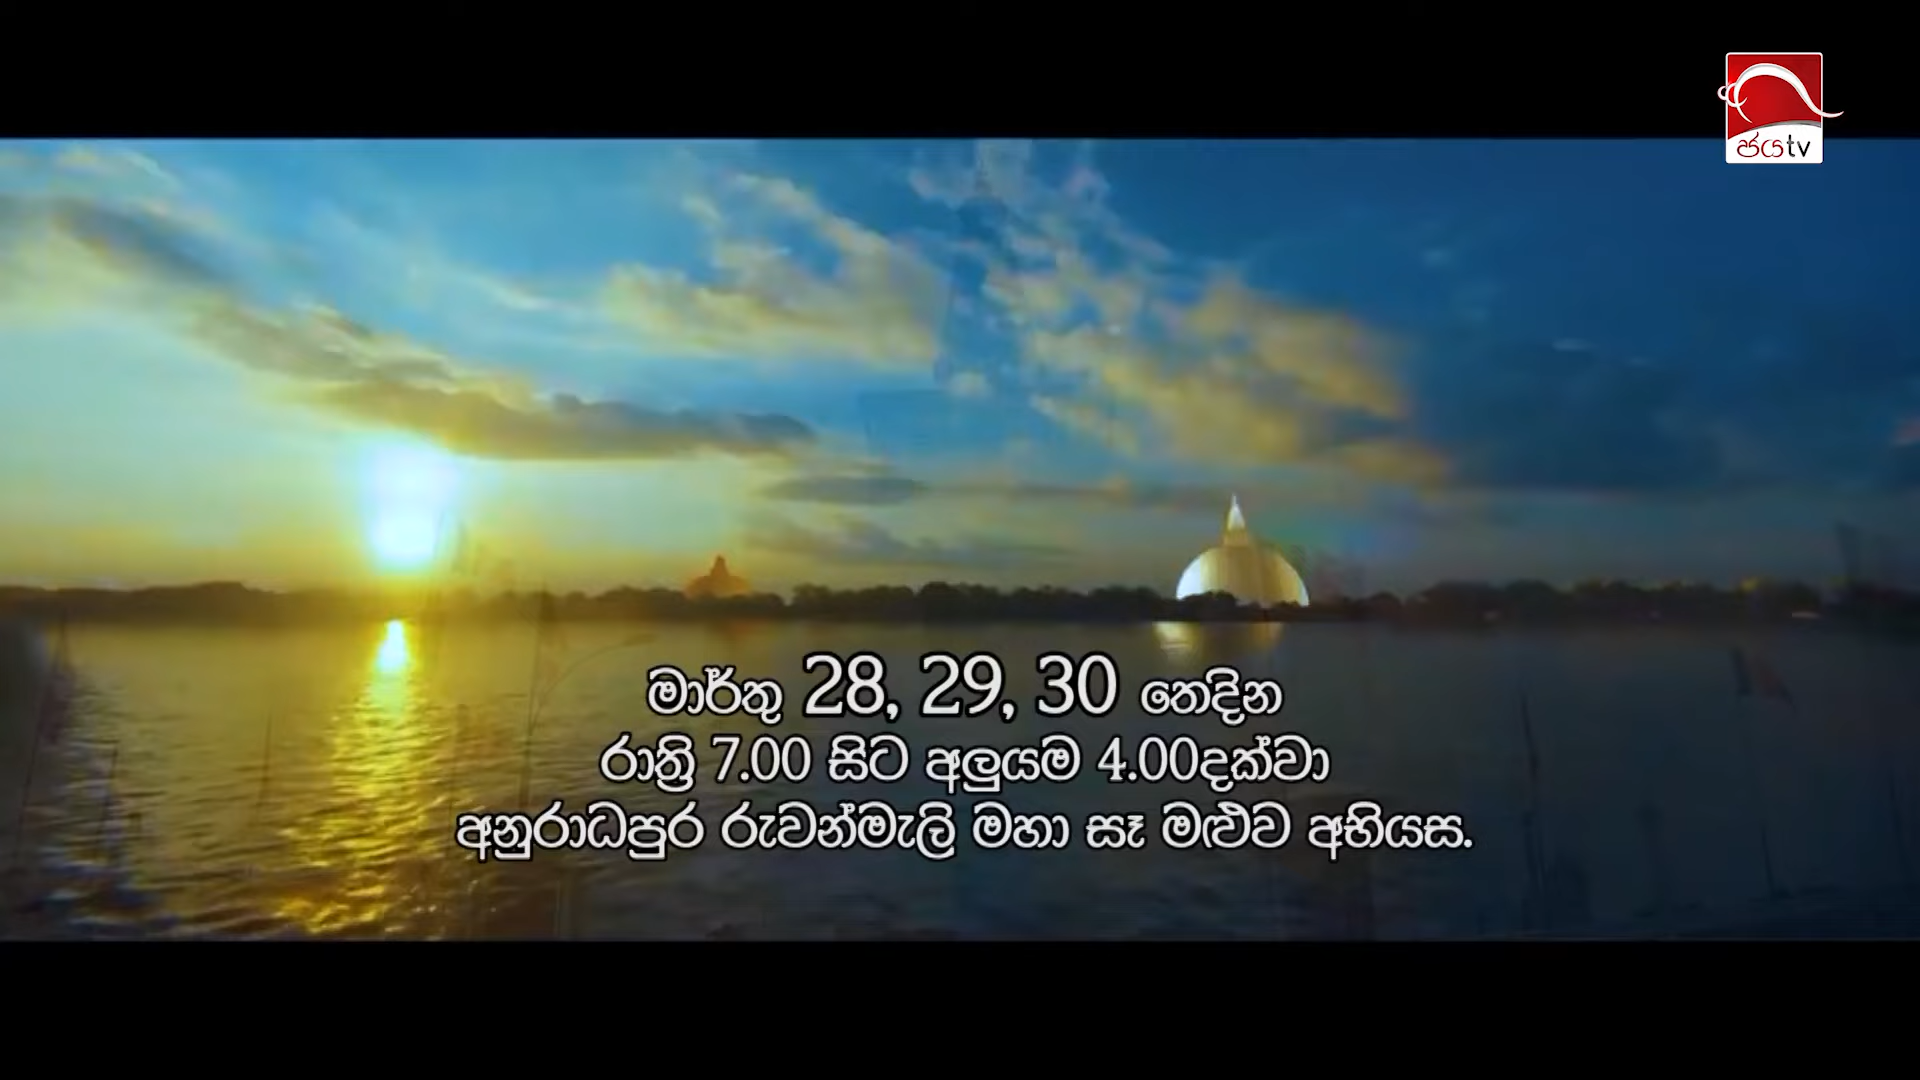 ජයtv
මාර්තු 28, 29, 30 තෙදින
රාත්‍රි 7.00 සිට අලුයම 4.00දක්වා
අනුරාධපුර රුවන්මැලි මහා සෑ මළුව අභියස.